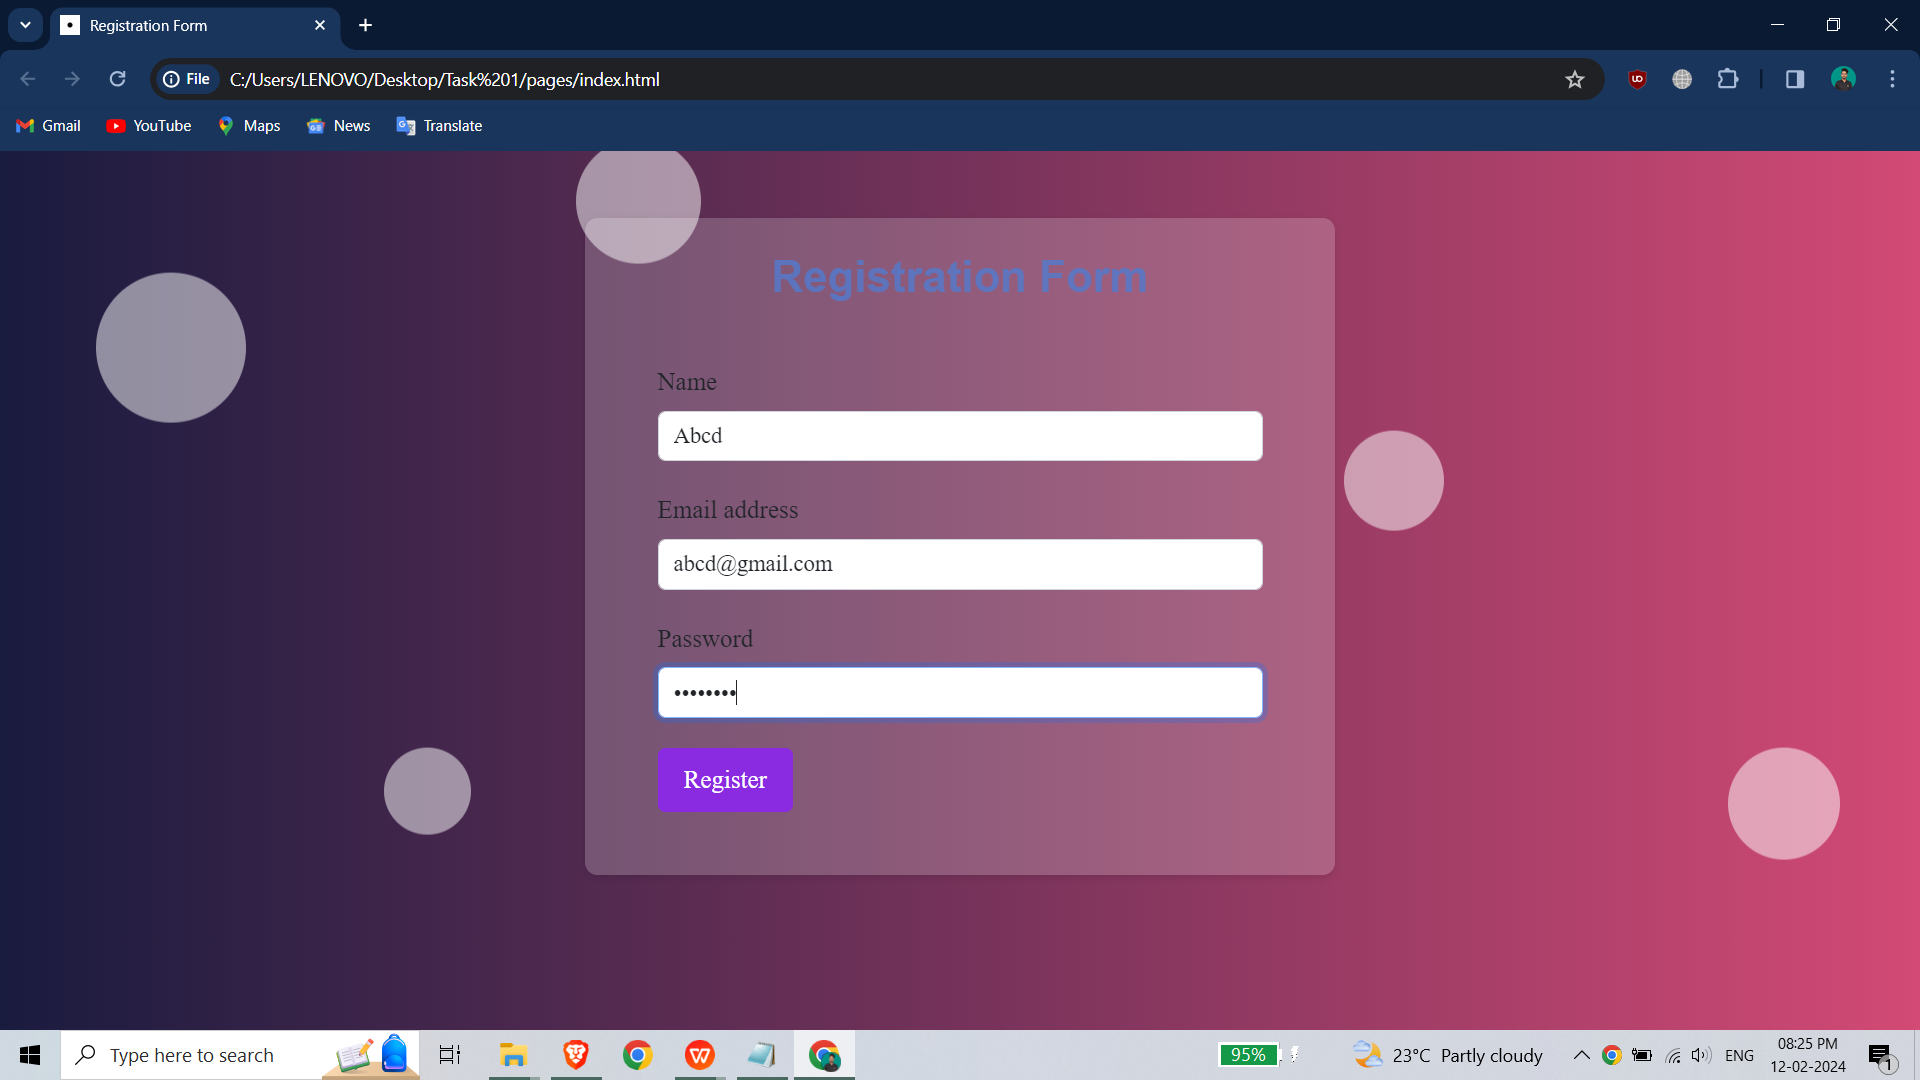 Registration Form
File C:/Users/LENOVO/Desktop/Task%201/pages/index.html
Gmail YouTube Maps News Translate
Registration Form
Name
Abcd
Email address
abcd@gmail.com
Password
••••••••
Register
Type here to search
95%
23°C Partly cloudy
ENG
08:25 PM
12-02-2024
1